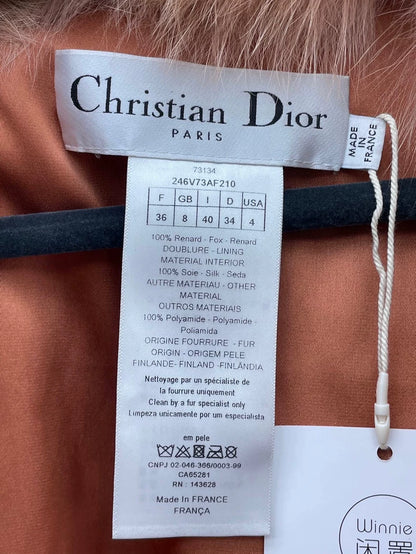 Christian Dior
PARIS
MADE
IN
FRANCE
73134
246V73AF210
F GB I D USA
36 8 40 34 4
100% Renard - Fox - Renard
DOUBLURE - LINING
MATERIAL INTERIOR
100% Soie - Silk - Seda
AUTRE MATERIAU - OTHER
MATERIAL
OUTROS MATERIAIS
100% Polyamide - Polyamide -
Poliamida
ORIGINE FOURRURE - FUR
ORIGIN - ORIGEM PELE
FINLANDE- FINLAND -FINLÂNDIA
Nettoyage par un spécialiste de
la fourrure uniquement
Clean by a fur specialist only
Limpeza unicamente por um especialista
em pele
CNPJ 02-046-366/0003-99
CA65281
RN : 143628
Made In FRANCE
FRANÇA
Winnie
闲置